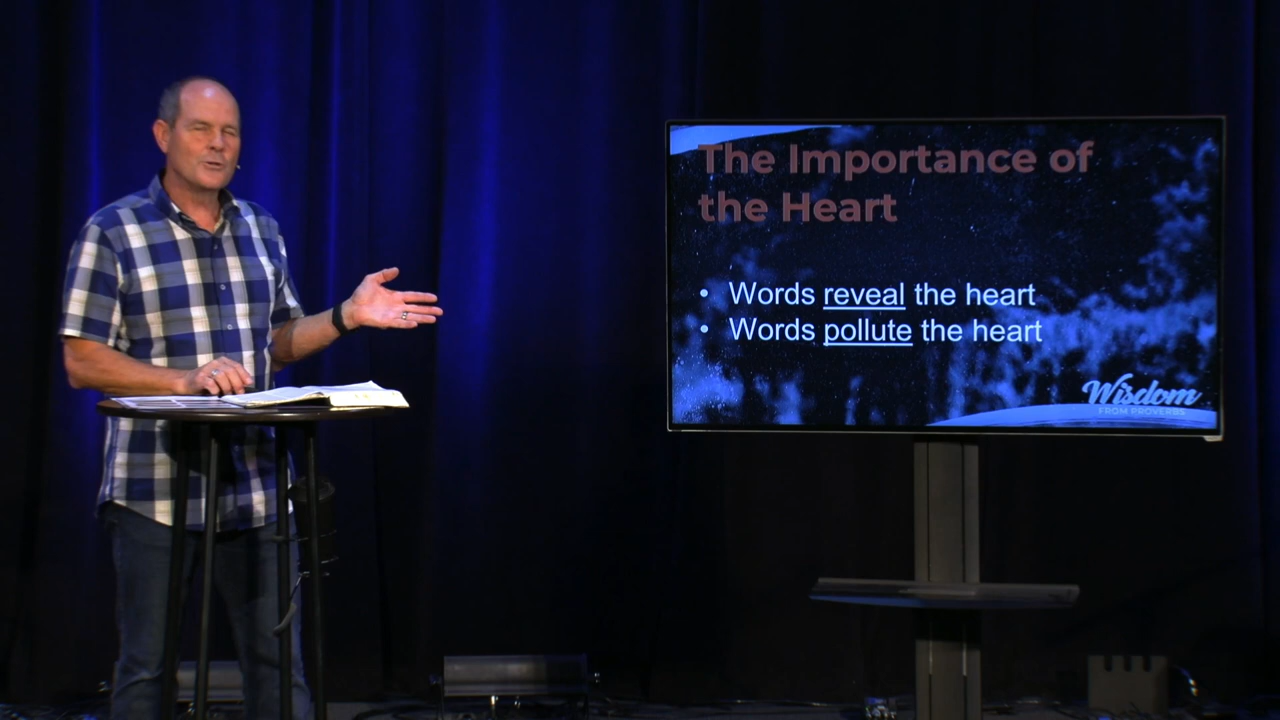 The Importance of
the Heart
• Words reveal the heart
• Words pollute the heart
Wisdom
FROM PROVERBS